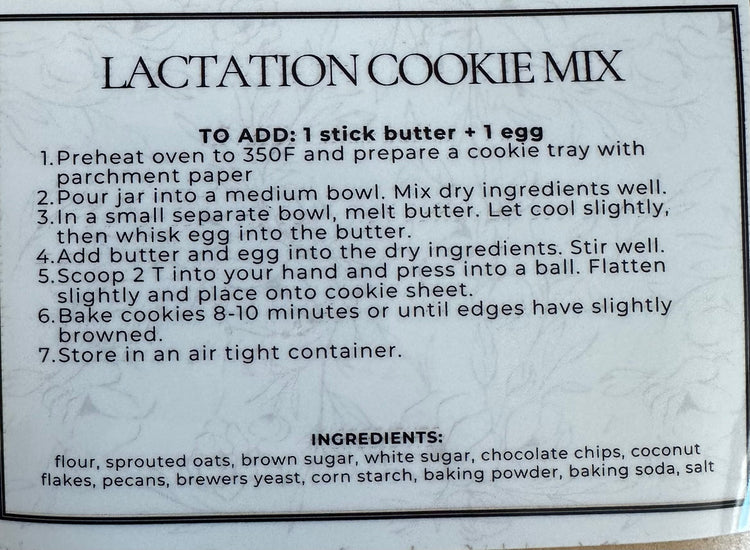 LACTATION COOKIE MIX
TO ADD: 1 stick butter + 1 egg
1. Preheat oven to 350F and prepare a cookie tray with
parchment paper
2. Pour jar into a medium bowl. Mix dry ingredients well.
3. In a small separate bowl, melt butter. Let cool slightly,
then whisk egg into the butter.
4. Add butter and egg into the dry ingredients. Stir well.
5. Scoop 2 T into your hand and press into a ball. Flatten
slightly and place onto cookie sheet.
6. Bake cookies 8-10 minutes or until edges have slightly
browned.
7. Store in an air tight container.
INGREDIENTS:
flour, sprouted oats, brown sugar, white sugar, chocolate chips, coconut
flakes, pecans, brewers yeast, corn starch, baking powder, baking soda, salt